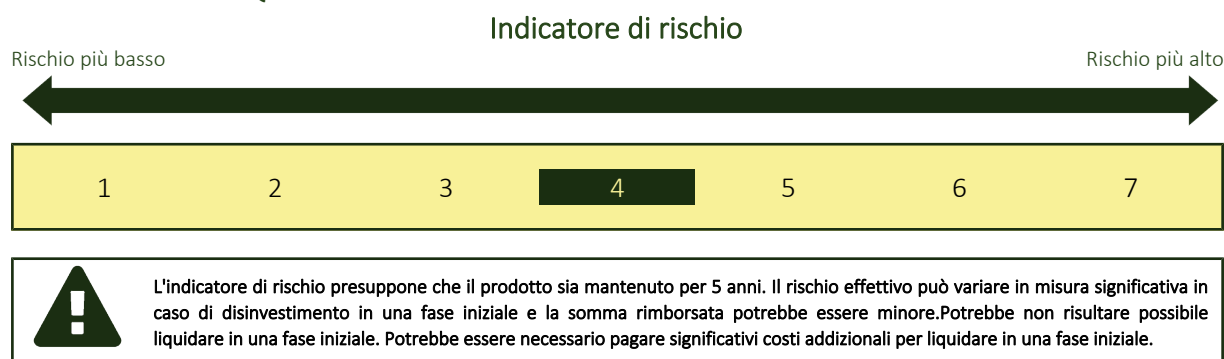 Indicatore di rischio
Rischio più basso
Rischio più alto
1 2 3 4 5 6 7
L'indicatore di rischio presuppone che il prodotto sia mantenuto per 5 anni. Il rischio effettivo può variare in misura significativa in
caso di disinvestimento in una fase iniziale e la somma rimborsata potrebbe essere minore.Potrebbe non risultare possibile
liquidare in una fase iniziale. Potrebbe essere necessario pagare significativi costi addizionali per liquidare in una fase iniziale.